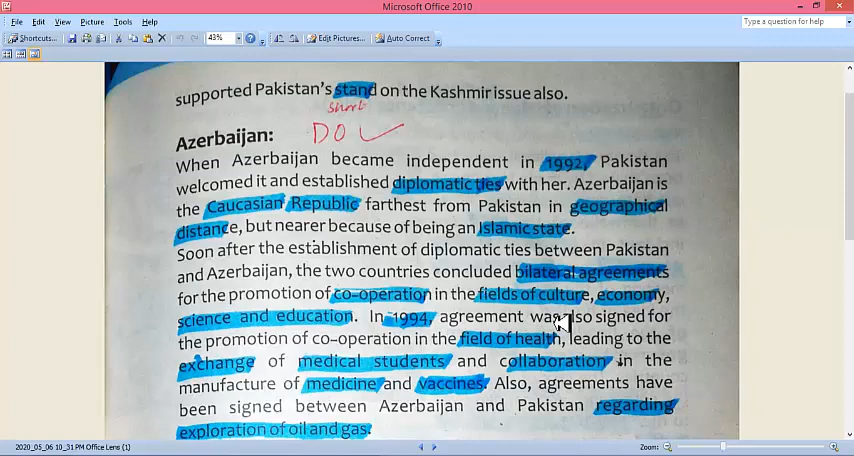 Microsoft Office 2010
File Edit View Picture Tools Help
Type a question for help
Shortcuts... 43% Edit Pictures... Auto Correct
supported Pakistan's stand on the Kashmir issue also.
short
Azerbaijan: DO
When Azerbaijan became independent in 1992, Pakistan
welcomed it and established diplomatic ties with her. Azerbaijan is
the Caucasian Republic farthest from Pakistan in geographical
distance, but nearer because of being an Islamic state.
Soon after the establishment of diplomatic ties between Pakistan
and Azerbaijan, the two countries concluded bilateral agreements
for the promotion of co-operation in the fields of culture, economy,
science and education. In 1994, agreement was also signed for
the promotion of co-operation in the field of health, leading to the
exchange of medical students and collaboration in the
manufacture of medicine and vaccines. Also, agreements have
been signed between Azerbaijan and Pakistan regarding
exploration of oil and gas.
2020_05_06 10_31 PM Office Lens (1) Zoom: